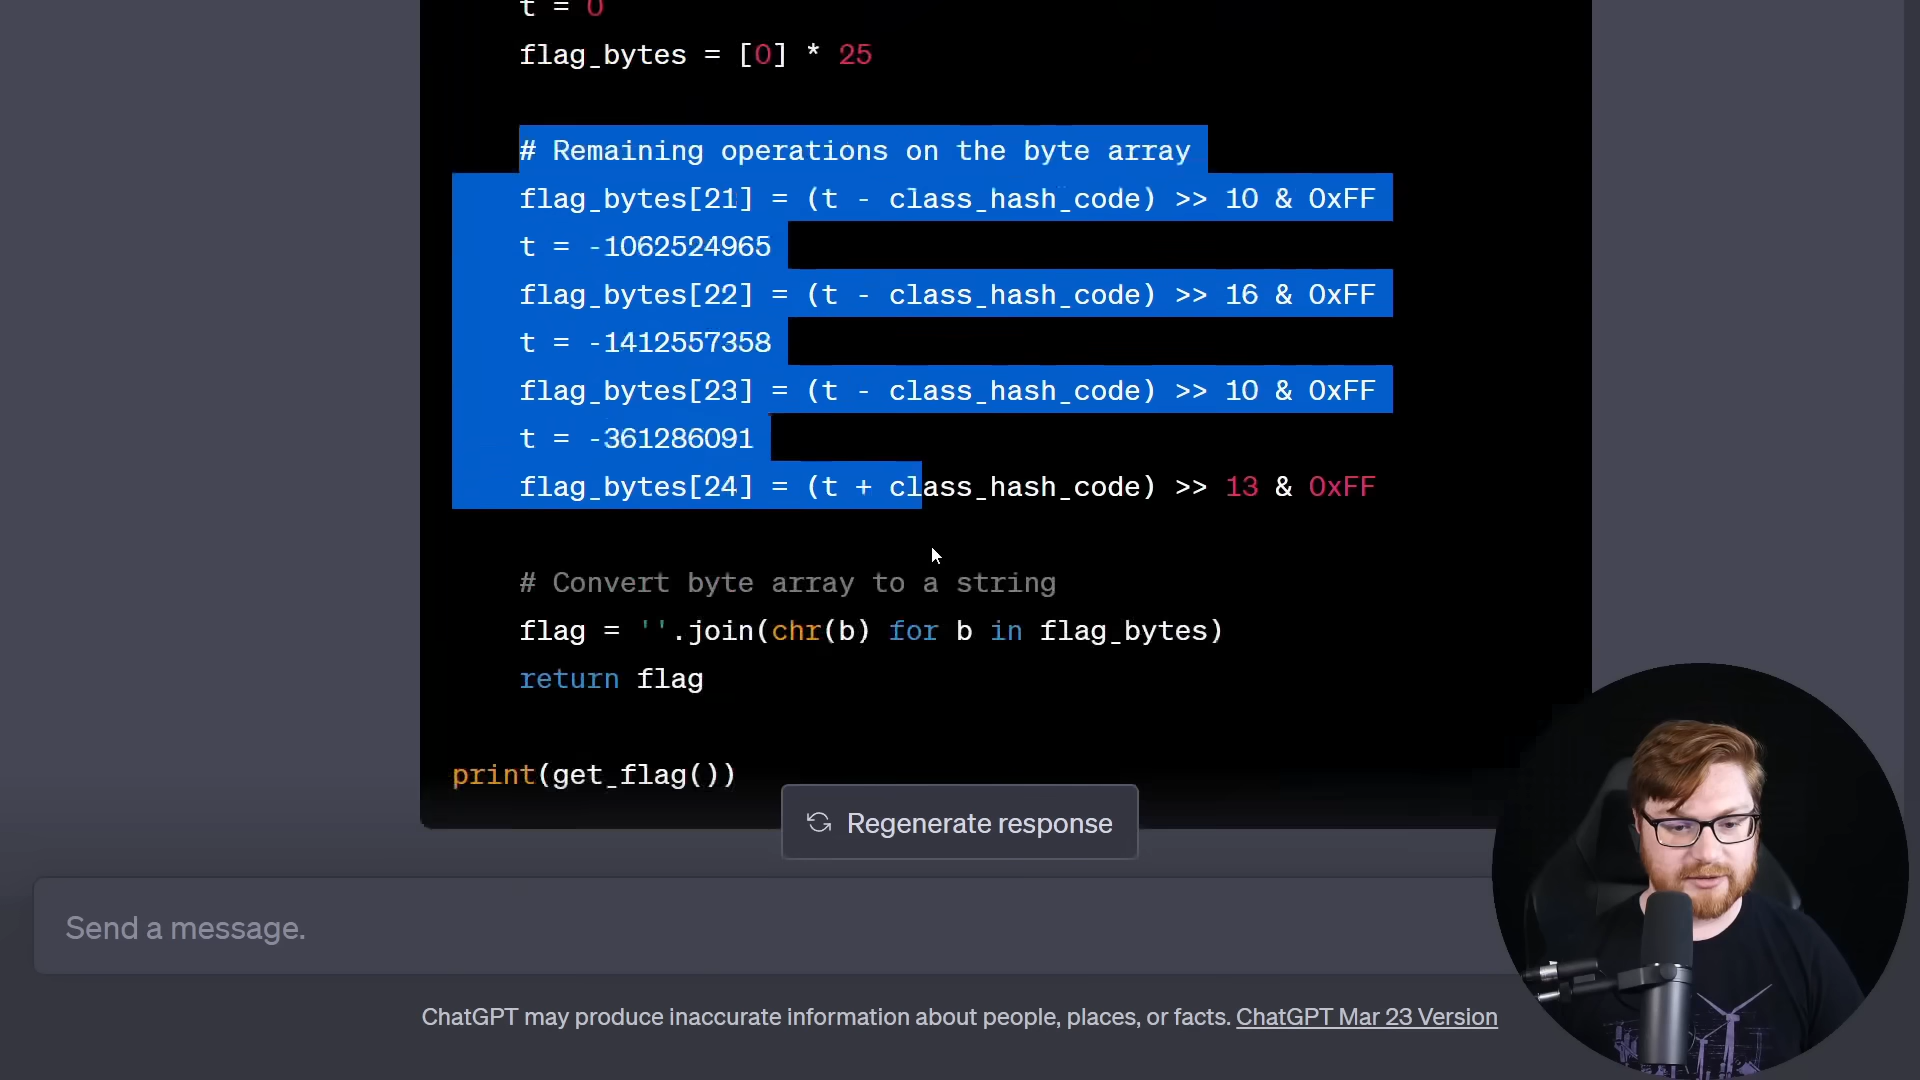 t = 0
flag_bytes = [0] * 25
# Remaining operations on the byte array
flag_bytes[21] = (t - class_hash_code) >> 10 & 0xFF
t = -1062524965
flag_bytes[22] = (t - class_hash_code) >> 16 & 0xFF
t = -1412557358
flag_bytes[23] = (t - class_hash_code) >> 10 & 0xFF
t = -361286091
flag_bytes[24] = (t + class_hash_code) >> 13 & 0xFF
# Convert byte array to a string
flag = ''.join(chr(b) for b in flag_bytes)
return flag
print(get_flag())
Regenerate response
Send a message.
ChatGPT may produce inaccurate information about people, places, or facts. ChatGPT Mar 23 Version